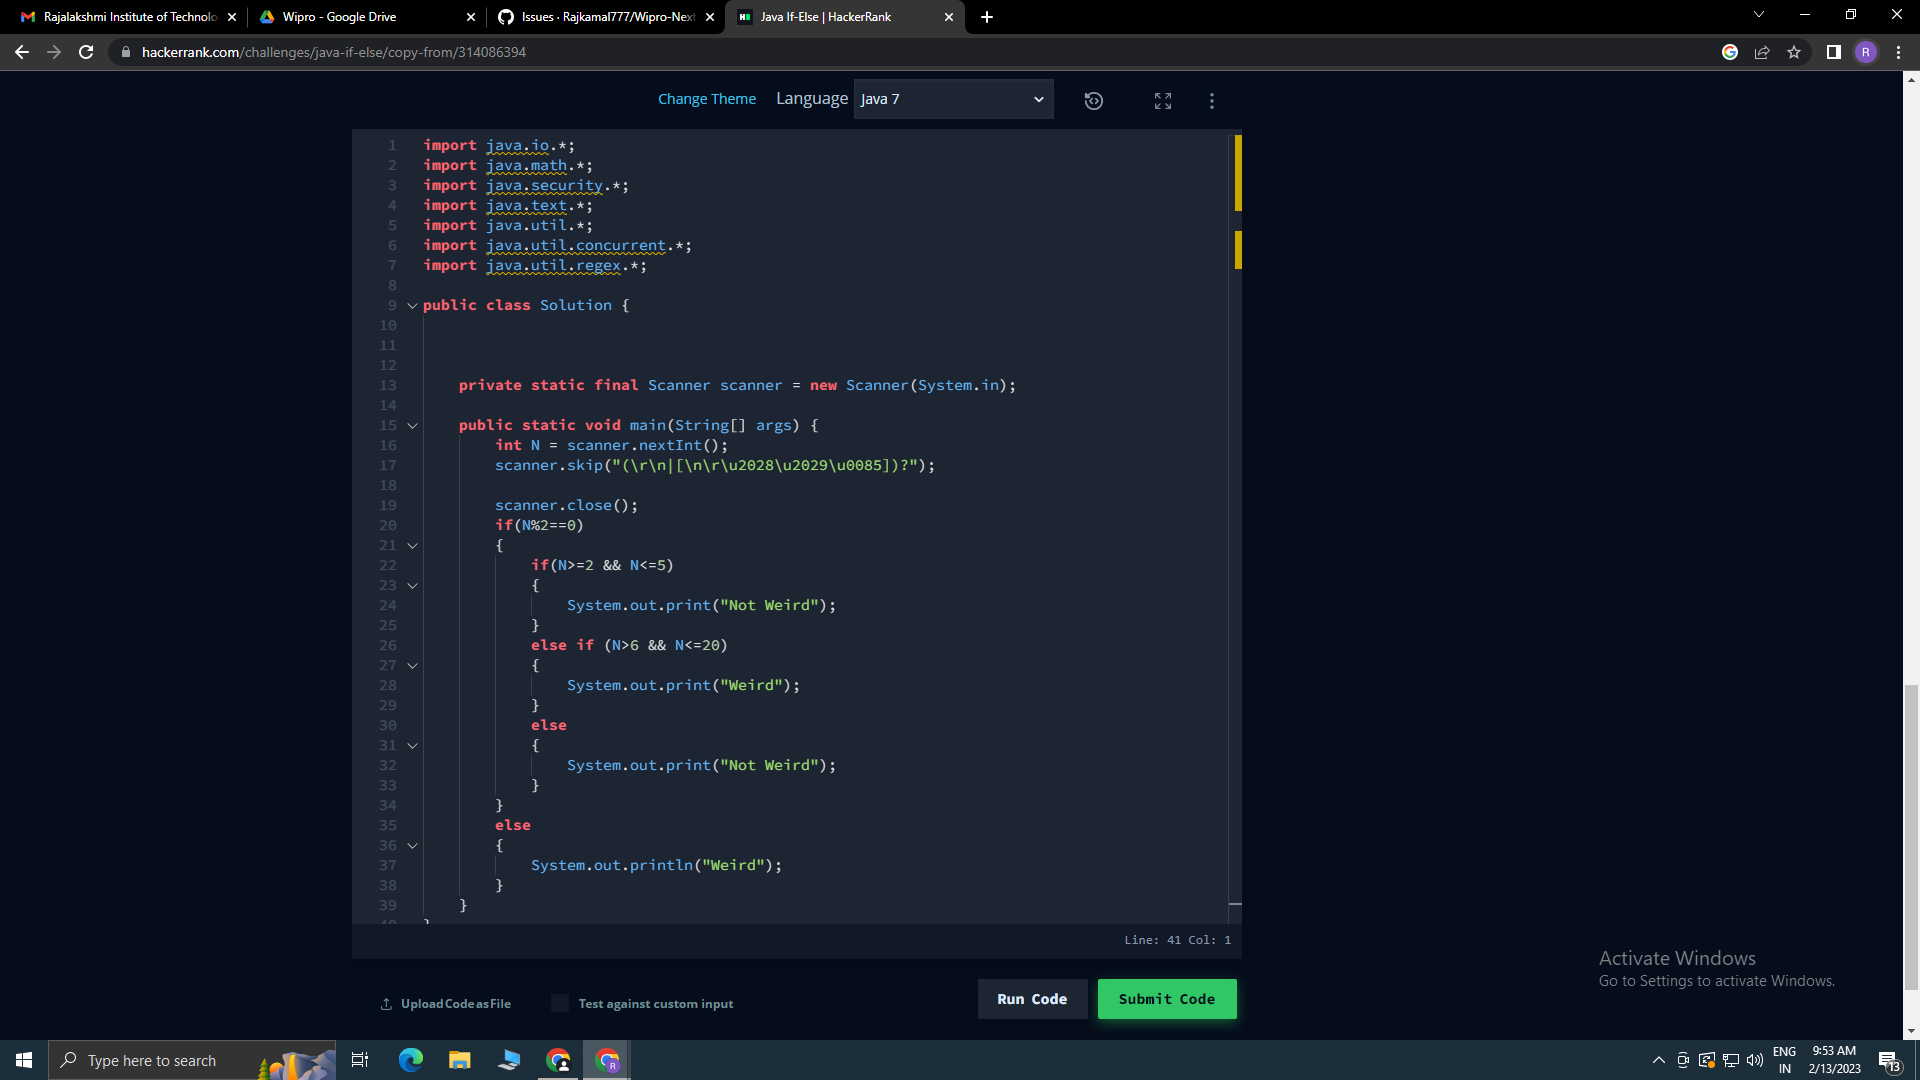 Rajalakshmi Institute of Technolo
Wipro - Google Drive
Issues · Rajkamal777/Wipro-Next
Java If-Else | HackerRank
hackerrank.com/challenges/java-if-else/copy-from/314086394
R
Change Theme
Language
Java 7
1 import java.io.*;
2 import java.math.*;
3 import java.security.*;
4 import java.text.*;
5 import java.util.*;
6 import java.util.concurrent.*;
7 import java.util.regex.*;
8
9 public class Solution {
10
11
12
13 private static final Scanner scanner = new Scanner(System.in);
14
15 public static void main(String[] args) {
16 int N = scanner.nextInt();
17 scanner.skip("(\r\n|[\n\r\u2028\u2029\u0085])?");
18
19 scanner.close();
20 if(N%2==0)
21 {
22 if(N>=2 && N<=5)
23 {
24 System.out.print("Not Weird");
25 }
26 else if (N>6 && N<=20)
27 {
28 System.out.print("Weird");
29 }
30 else
31 {
32 System.out.print("Not Weird");
33 }
34 }
35 else
36 {
37 System.out.println("Weird");
38 }
39 }
Line: 41 Col: 1
Upload Code as File
Test against custom input
Run Code
Submit Code
Activate Windows
Go to Settings to activate Windows.
Type here to search
R
ENG
IN
9:53 AM
2/13/2023
13